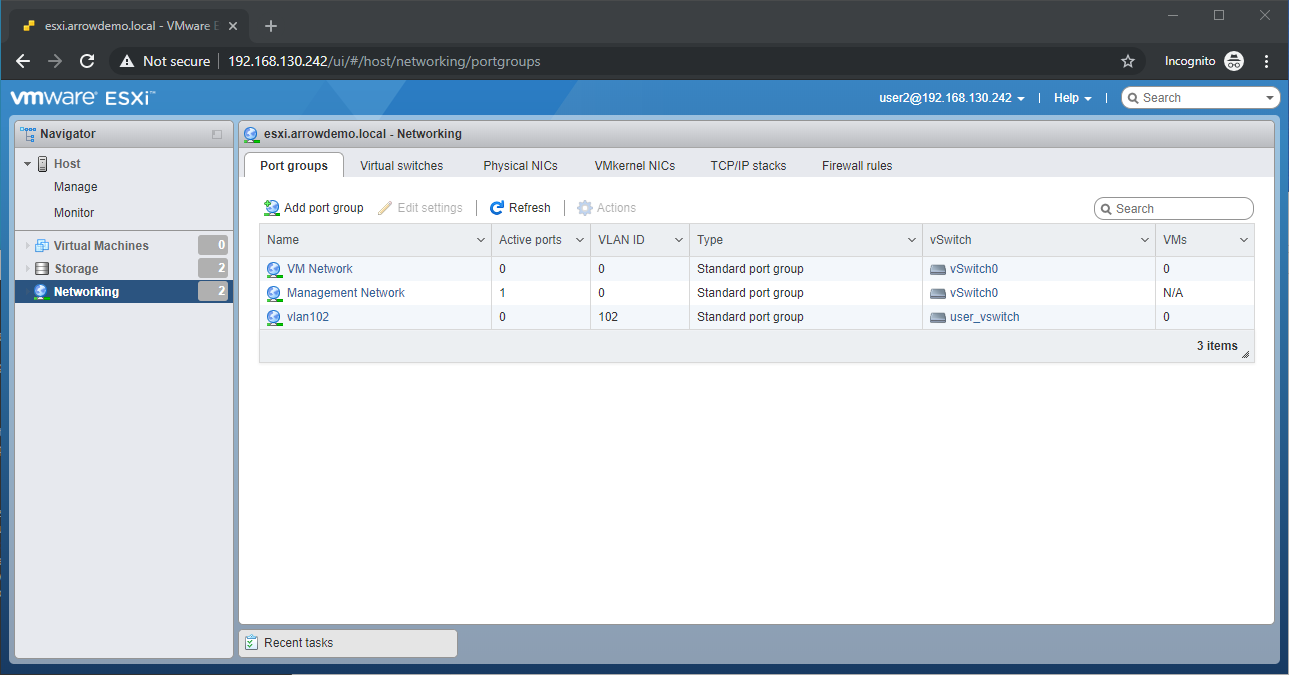 esxi.arrowdemo.local - VMware E
Not secure 192.168.130.242/ui/#/host/networking/portgroups Incognito
vmware ESXi™ user2@192.168.130.242 Help Search
Navigator
Host
Manage
Monitor
Virtual Machines 0
Storage 2
Networking 2
esxi.arrowdemo.local - Networking
Port groups Virtual switches Physical NICs VMkernel NICs TCP/IP stacks Firewall rules
Add port group Edit settings Refresh Actions Search
Name Active ports VLAN ID Type vSwitch VMs
VM Network 0 0 Standard port group vSwitch0 0
Management Network 1 0 Standard port group vSwitch0 N/A
vlan102 0 102 Standard port group user_vswitch 0
3 items
Recent tasks